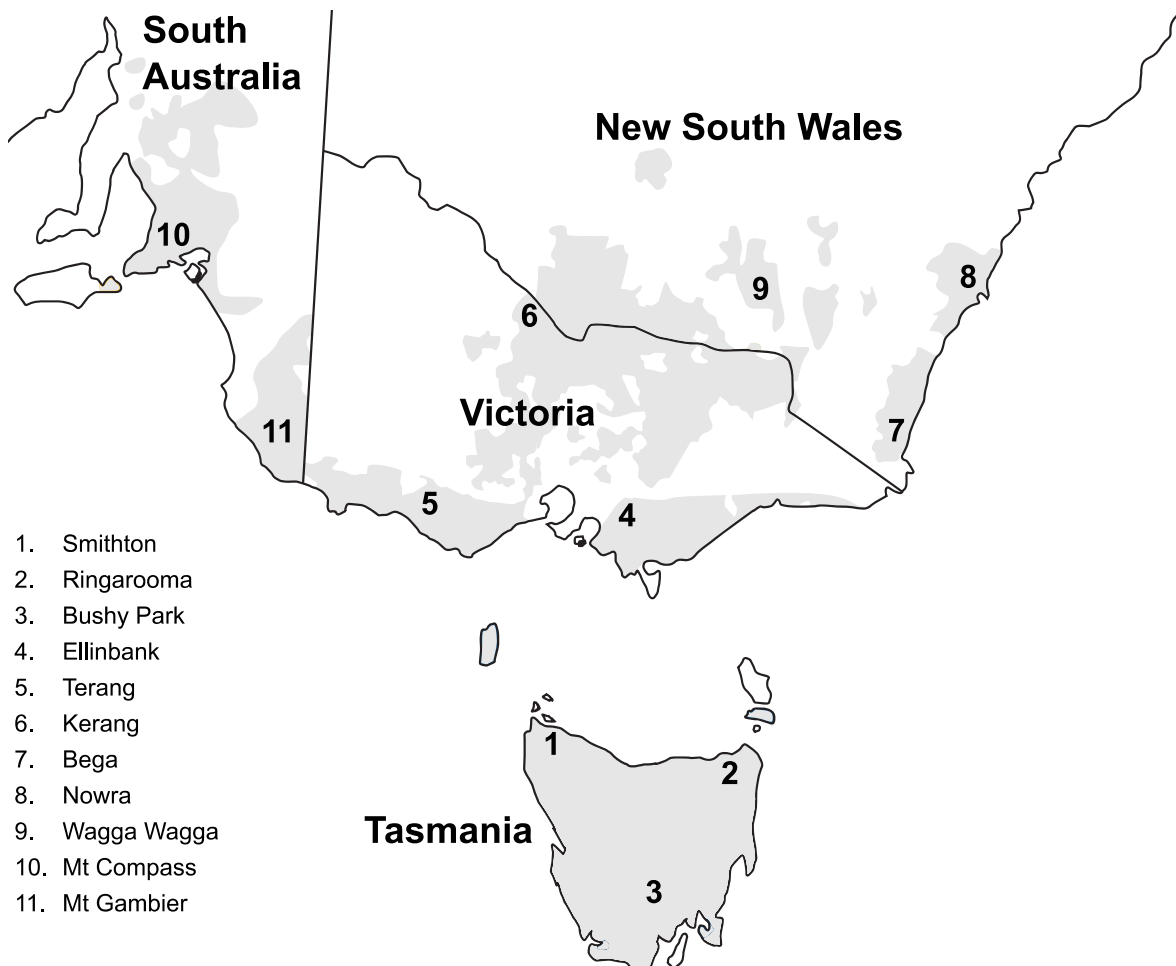 South
Australia
New South Wales
10
9
8
6
Victoria
11
7
5
4
1. Smithton
2. Ringarooma
3. Bushy Park
4. Ellinbank
5. Terang
6. Kerang
7. Bega
8. Nowra
9. Wagga Wagga
10. Mt Compass
11. Mt Gambier
1
2
Tasmania
3